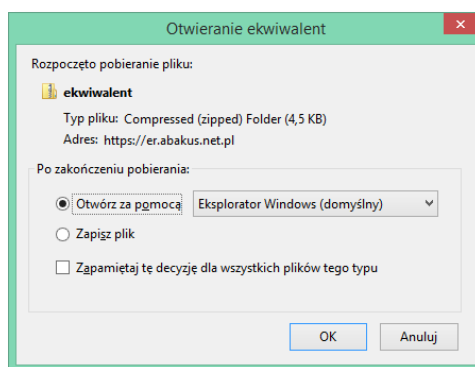 Otwieranie ekwiwalent
Rozpoczęto pobieranie pliku:
ekwiwalent
Typ pliku: Compressed (zipped) Folder (4,5 KB)
Adres: https://er.abakus.net.pl
Po zakończeniu pobierania:
Otwórz za pomocą Eksplorator Windows (domyślny)
Zapisz plik
Zapamiętaj tę decyzję dla wszystkich plików tego typu
OK Anuluj